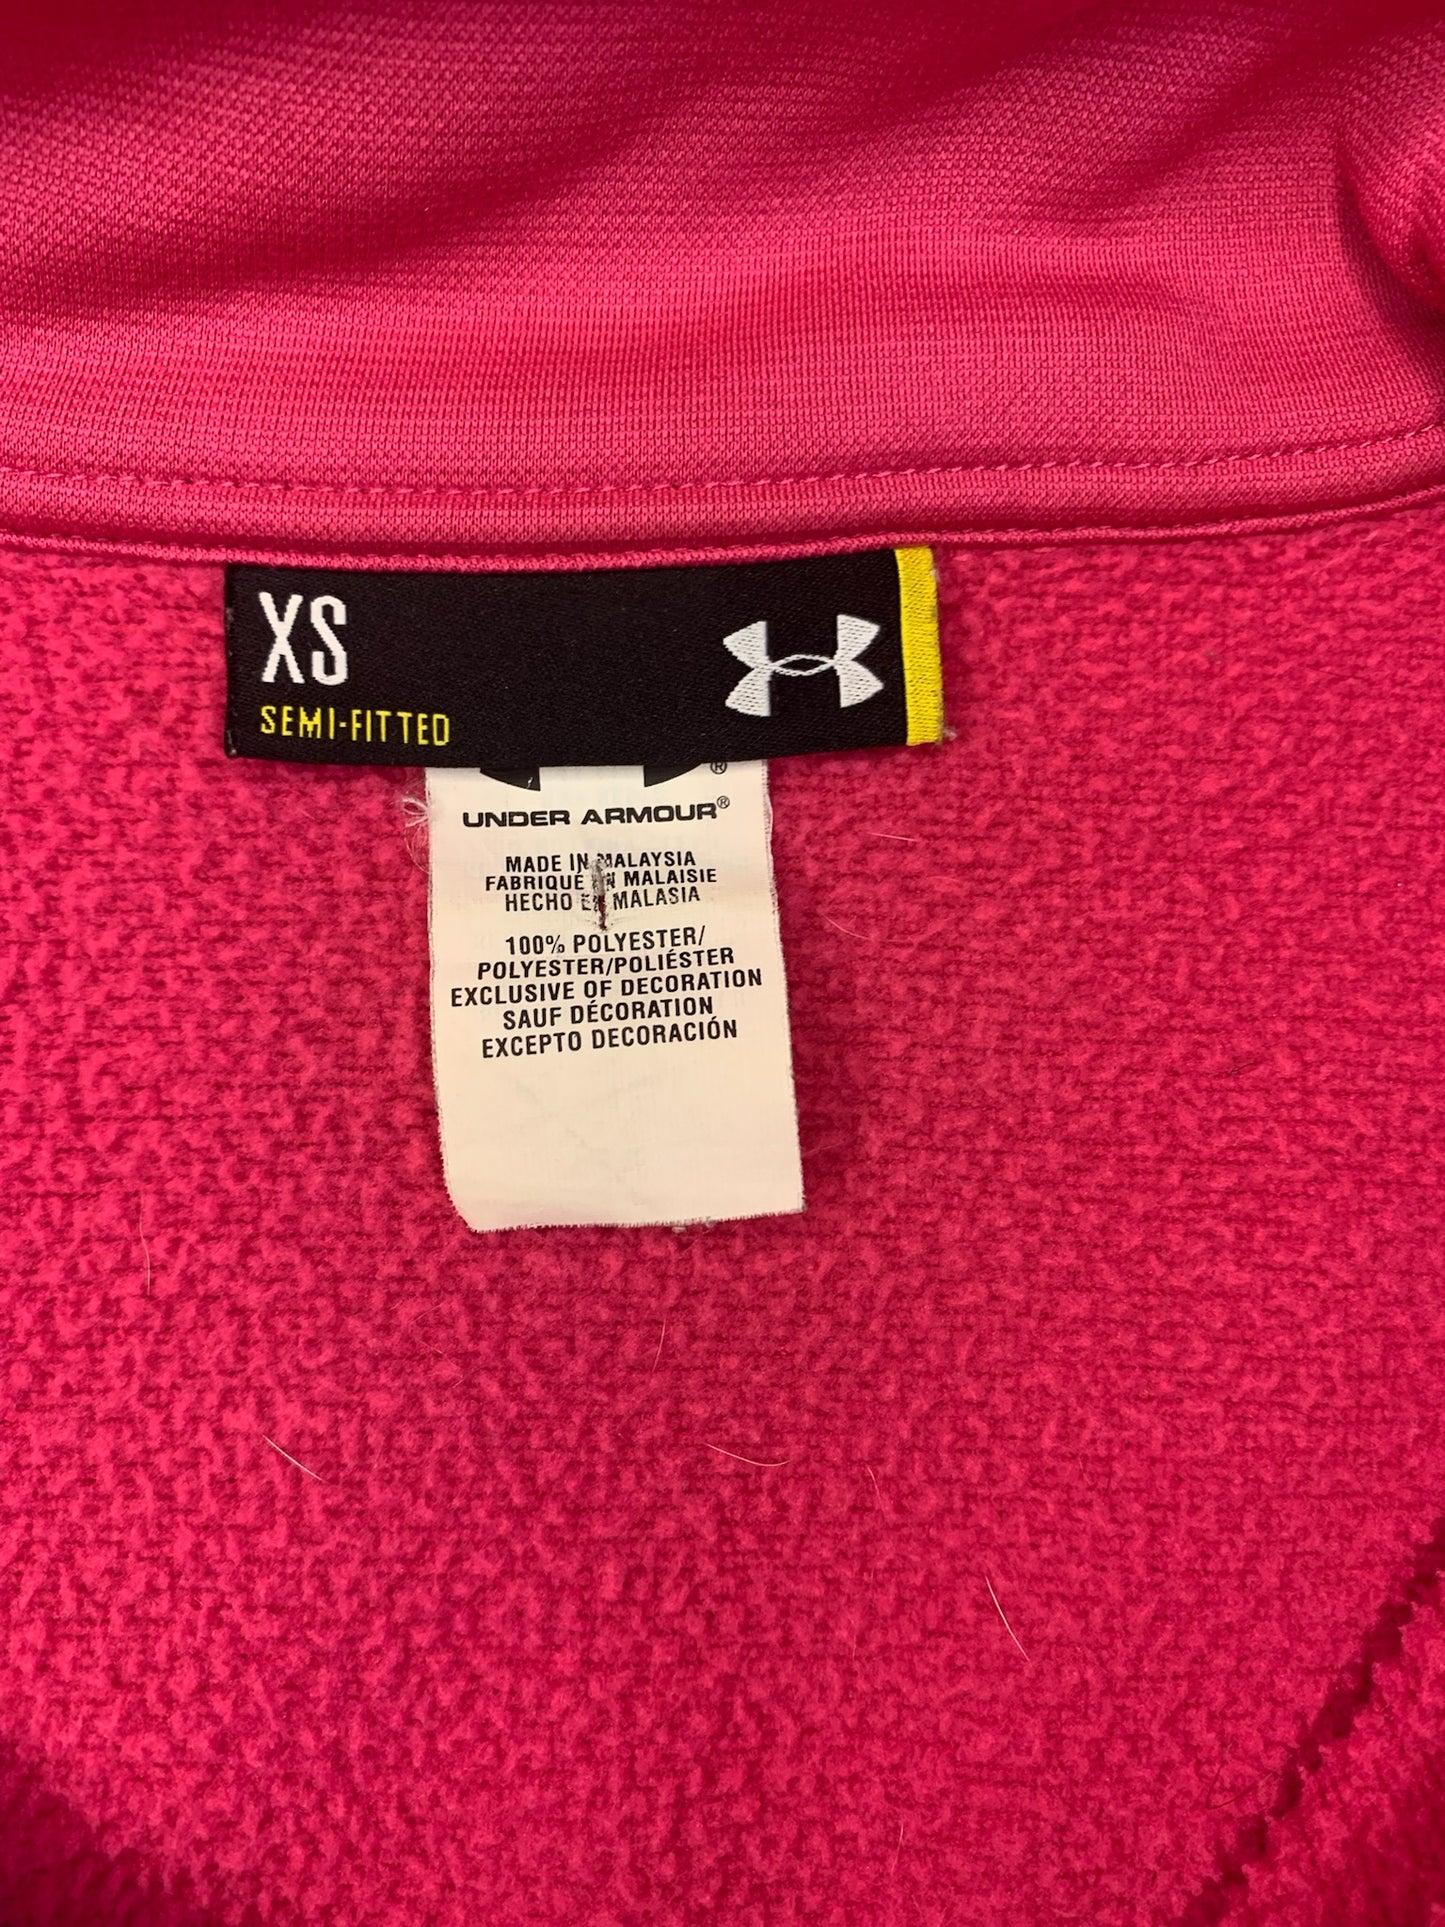 XS
SEMI-FITTED
®
UNDER ARMOUR®
MADE IN MALAYSIA
FABRIQUÉ EN MALAISIE
HECHO EN MALASIA
100% POLYESTER/
POLYESTER/POLIÉSTER
EXCLUSIVE OF DECORATION
SAUF DÉCORATION
EXCEPTO DECORACIÓN